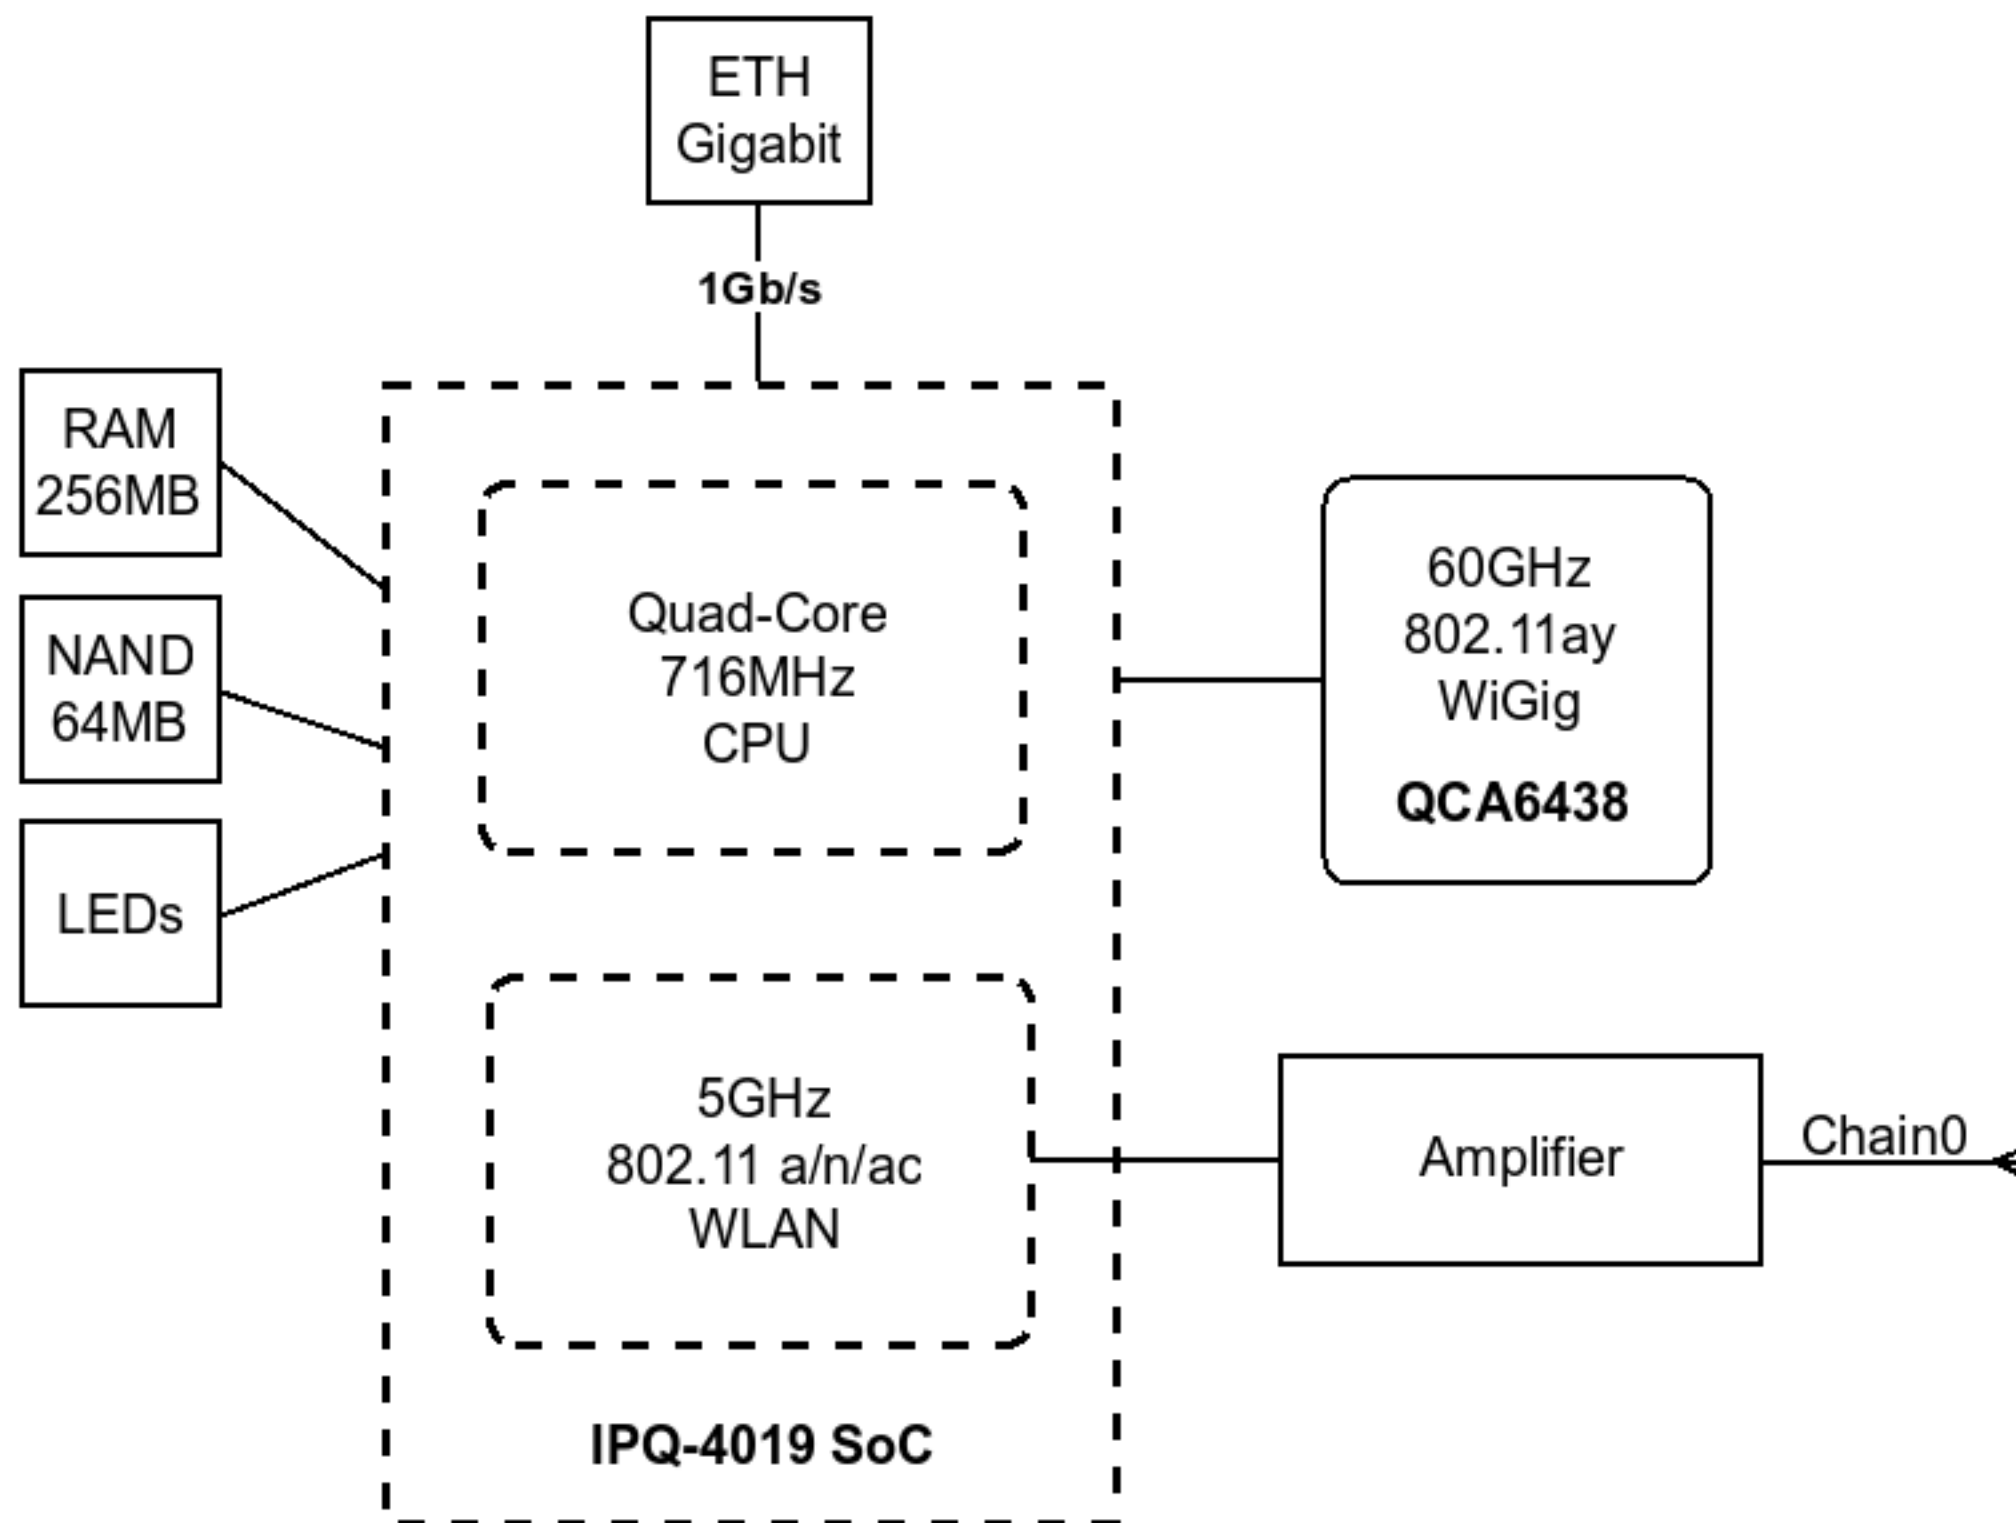 ETH
Gigabit
1Gb/s
RAM
256MB
NAND
64MB
LEDs
Quad-Core
716MHz
CPU
60GHz
802.11ay
WiGig
QCA6438
5GHz
802.11 a/n/ac
WLAN
Amplifier
Chain0
IPQ-4019 SoC